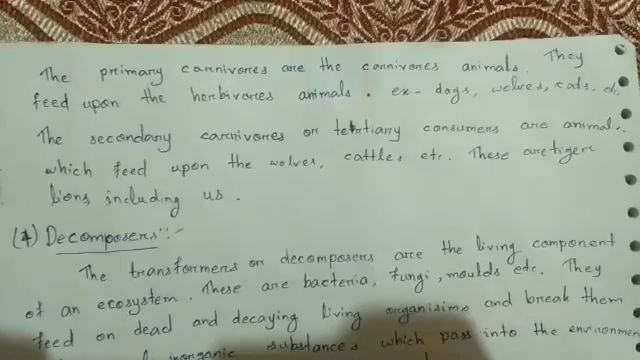 The primary carnivores are the carnivores animals. They
feed upon the herbivores animals. ex- dogs, wolves, cats. etc
The secondary carnivores or tertiary consumers are animals
which feed upon the wolves, cattles etc. These are tiger
lions including us.
(4) Decomposers:-
The transformers or decomposers are the living component
of an ecosystem. These are bacteria, fungi, moulds etc. They
feed on dead and decaying living organisims and break them
inorganic substances which pass into the environmen